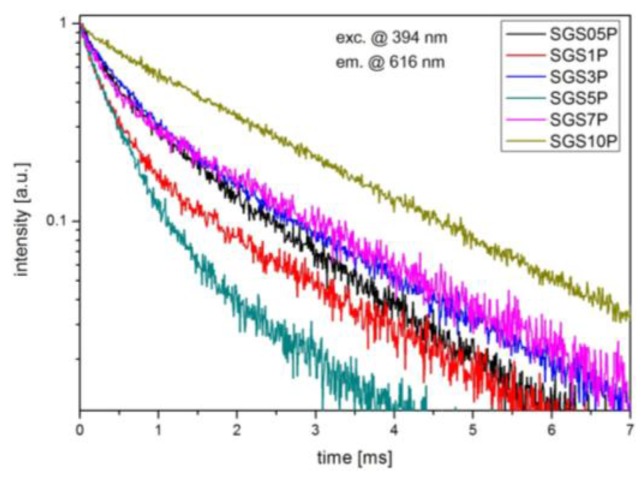 exc. @ 394 nm
em. @ 616 nm
SGS05P
SGS1P
SGS3P
SGS5P
SGS7P
SGS10P
1
0.1
intensity [a.u.]
0 1 2 3 4 5 6 7
time [ms]